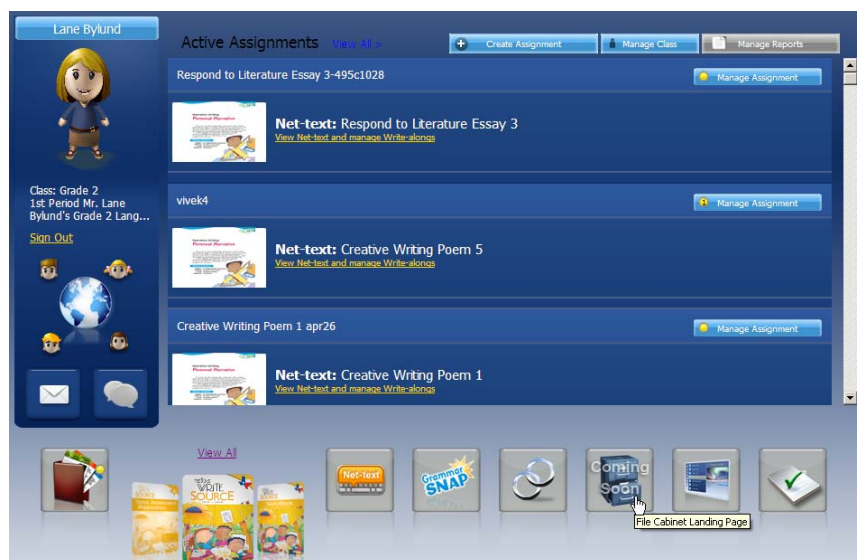 Lane Bylund
Active Assignments View All »
Create Assignment
Manage Class
Manage Reports
Respond to Literature Essay 3-495c1028
Manage Assignment
Net-text: Respond to Literature Essay 3
View Net-text and manage Write-alongs
Class: Grade 2
1st Period Mr. Lane
Bylund's Grade 2 Lang...
Sign Out
vivek4
Manage Assignment
Net-text: Creative Writing Poem 5
View Net-text and manage Write-alongs
Creative Writing Poem 1 apr26
Manage Assignment
Net-text: Creative Writing Poem 1
View Net-text and manage Write-alongs
View All
WRITE
SOURCE
Net-text
Grammar
SNAP
Coming
Soon
File Cabinet Landing Page